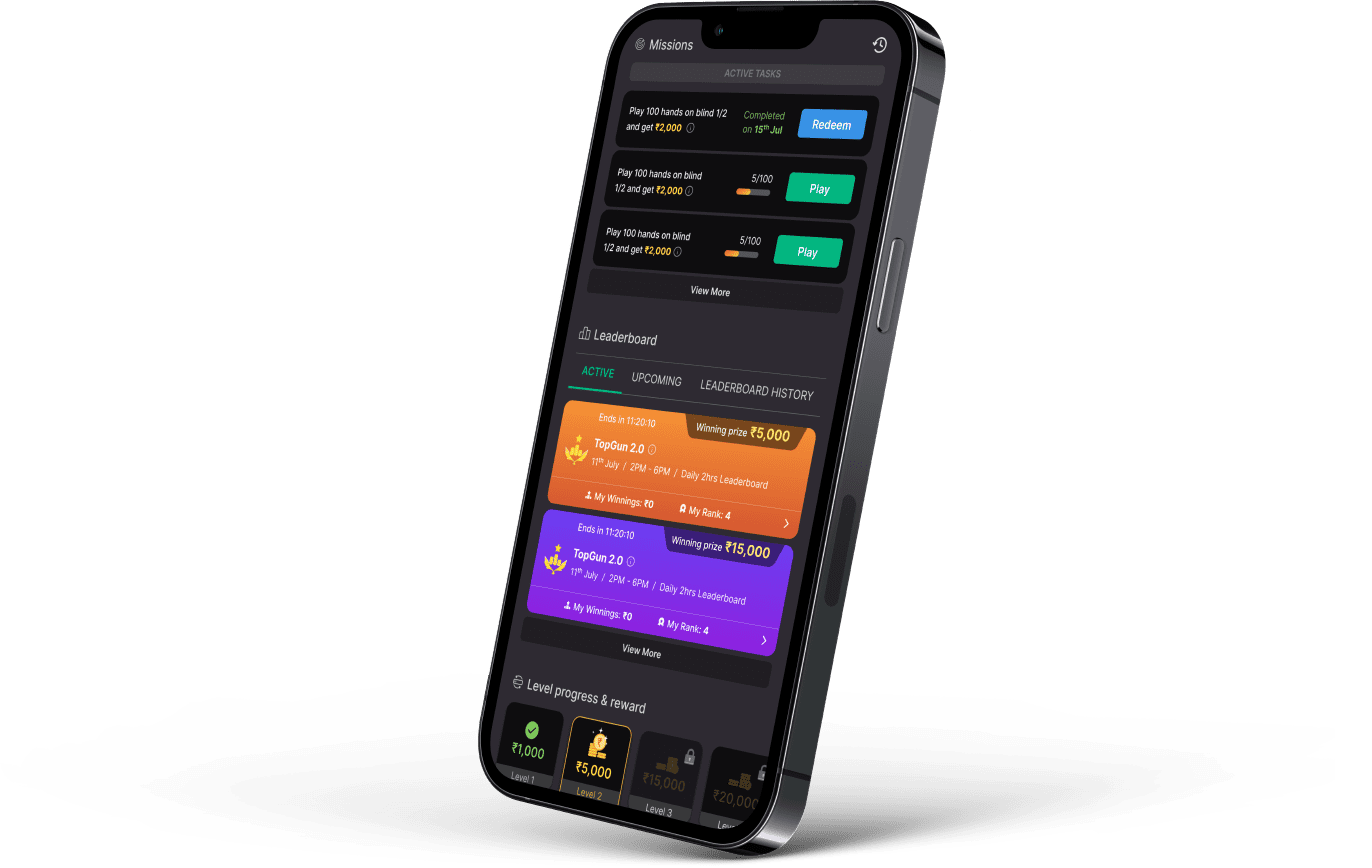 Missions
ACTIVE TASKS
Play 100 hands on blind 1/2
and get ₹2,000
Completed
on 15th Jul
Redeem
Play 100 hands on blind
1/2 and get ₹2,000
5/100
Play
Play 100 hands on blind
1/2 and get ₹2,000
5/100
Play
View More
Leaderboard
ACTIVE UPCOMING LEADERBOARD HISTORY
Ends in 11:20:10
Winning prize ₹5,000
TopGun 2.0
11th July / 2PM - 6PM / Daily 2hrs Leaderboard
My Winnings: ₹0
My Rank: 4
Ends in 11:20:10
Winning prize ₹15,000
TopGun 2.0
11th July / 2PM - 6PM / Daily 2hrs Leaderboard
My Winnings: ₹0
My Rank: 4
View More
Level progress & reward
₹1,000
Level 1
₹5,000
Level 2
₹15,000
Level 3
₹20,000